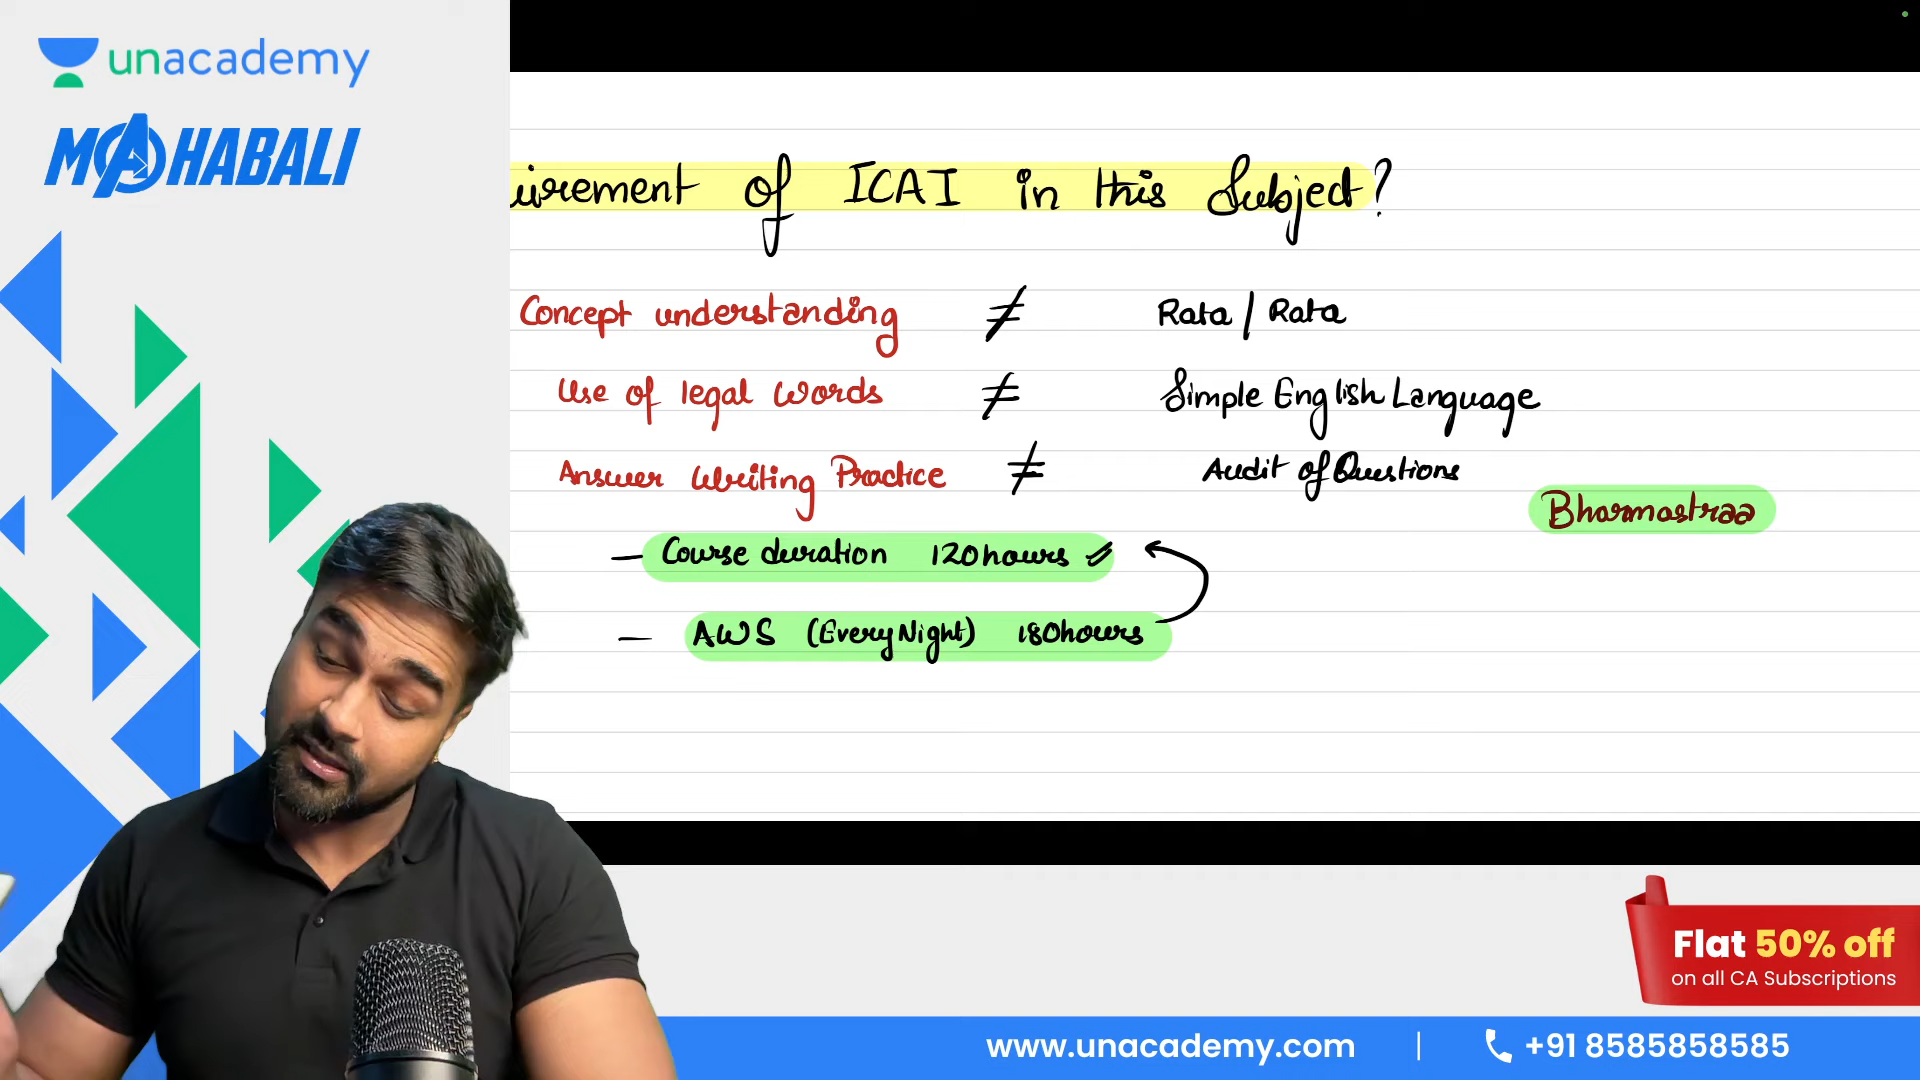 unacademy
MAHABALI
uirement of ICAI in this Subject?
Concept understanding ≠ Rata / Rata
Use of legal words ≠ Simple English Language
Answer Writing Practice ≠ Audit of Questions
Bharmastraa
— Course duration 120hours
— AWS (Every Night) 180hours
Flat 50% off
on all CA Subscriptions
www.unacademy.com | +91 8585858585